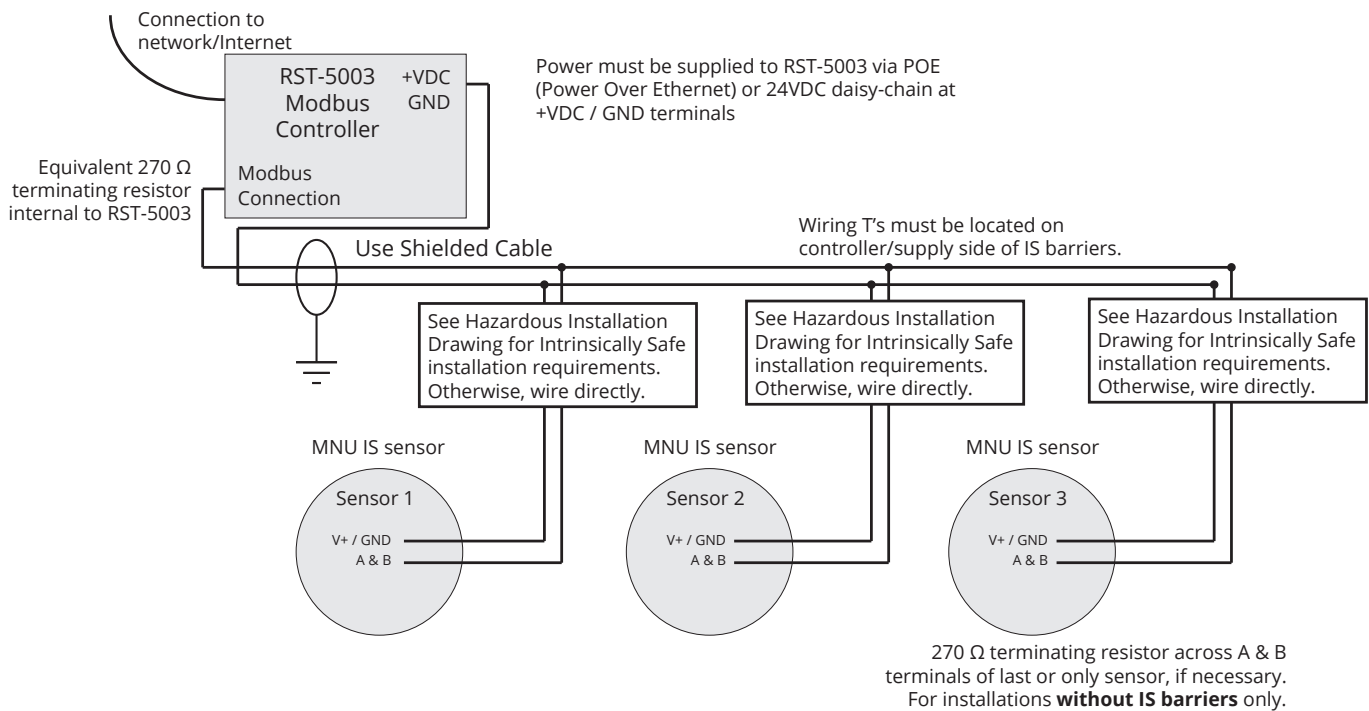 Connection to
network/Internet
RST-5003
Modbus
Controller
+VDC
GND
Power must be supplied to RST-5003 via POE
(Power Over Ethernet) or 24VDC daisy-chain at
+VDC / GND terminals
Equivalent 270 Ω
terminating resistor
internal to RST-5003
Modbus
Connection
Use Shielded Cable
Wiring T's must be located on
controller/supply side of IS barriers.
See Hazardous Installation
Drawing for Intrinsically Safe
installation requirements.
Otherwise, wire directly.
See Hazardous Installation
Drawing for Intrinsically Safe
installation requirements.
Otherwise, wire directly.
See Hazardous Installation
Drawing for Intrinsically Safe
installation requirements.
Otherwise, wire directly.
MNU IS sensor
Sensor 1
V+ / GND
A & B
MNU IS sensor
Sensor 2
V+ / GND
A & B
MNU IS sensor
Sensor 3
V+ / GND
A & B
270 Ω terminating resistor across A & B
terminals of last or only sensor, if necessary.
For installations without IS barriers only.